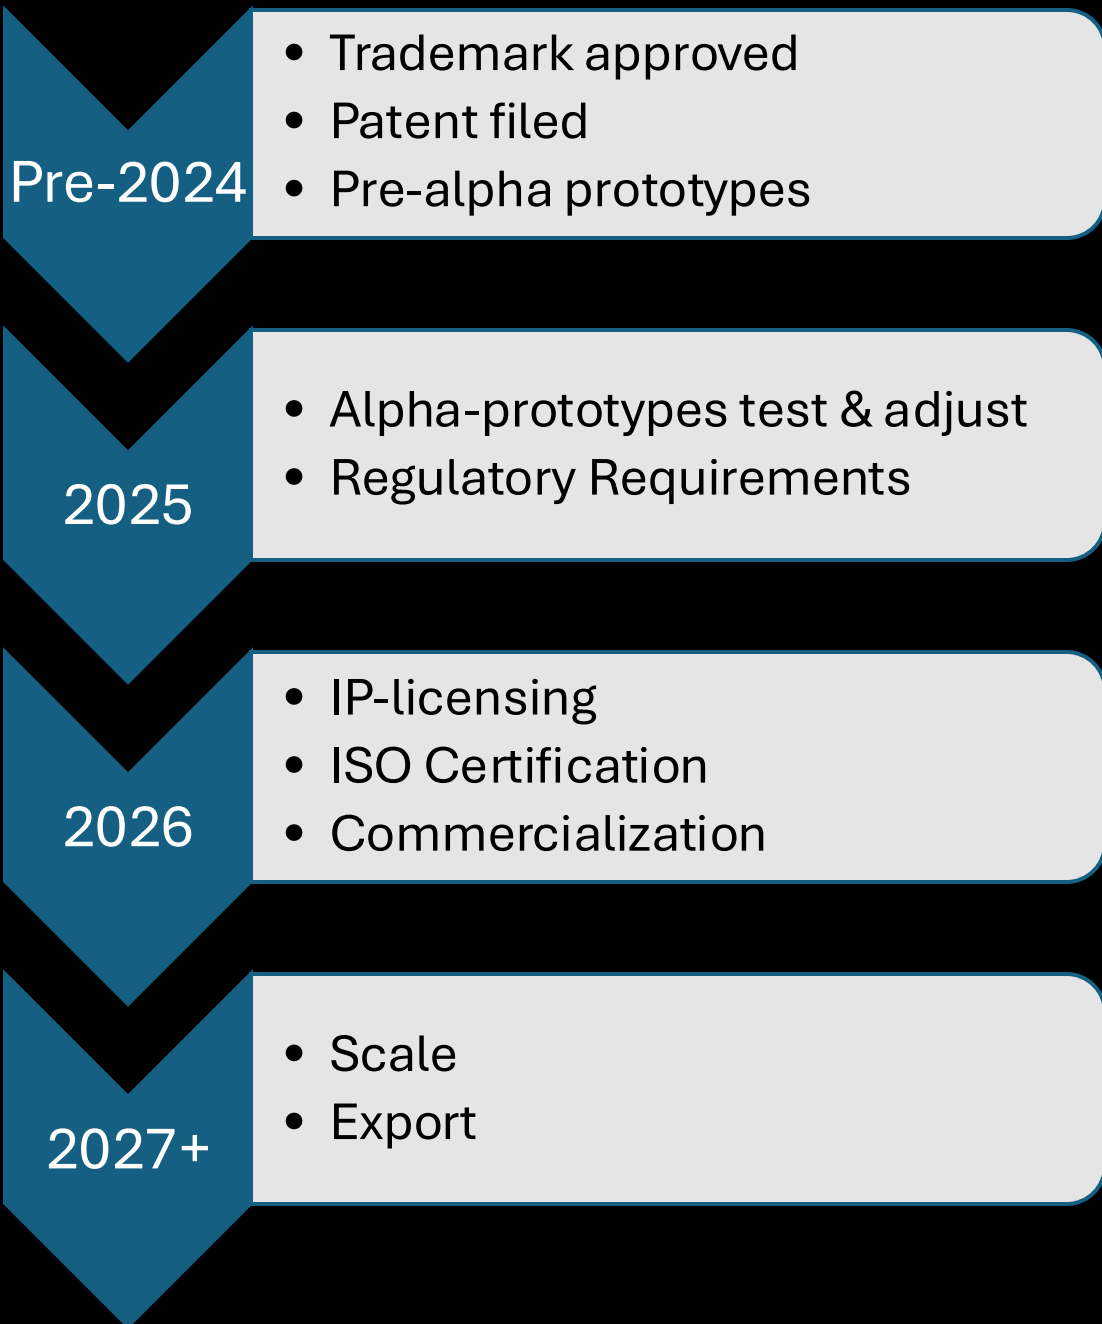 Pre-2024
• Trademark approved
• Patent filed
• Pre-alpha prototypes
2025
• Alpha-prototypes test & adjust
• Regulatory Requirements
2026
• IP-licensing
• ISO Certification
• Commercialization
2027+
• Scale
• Export